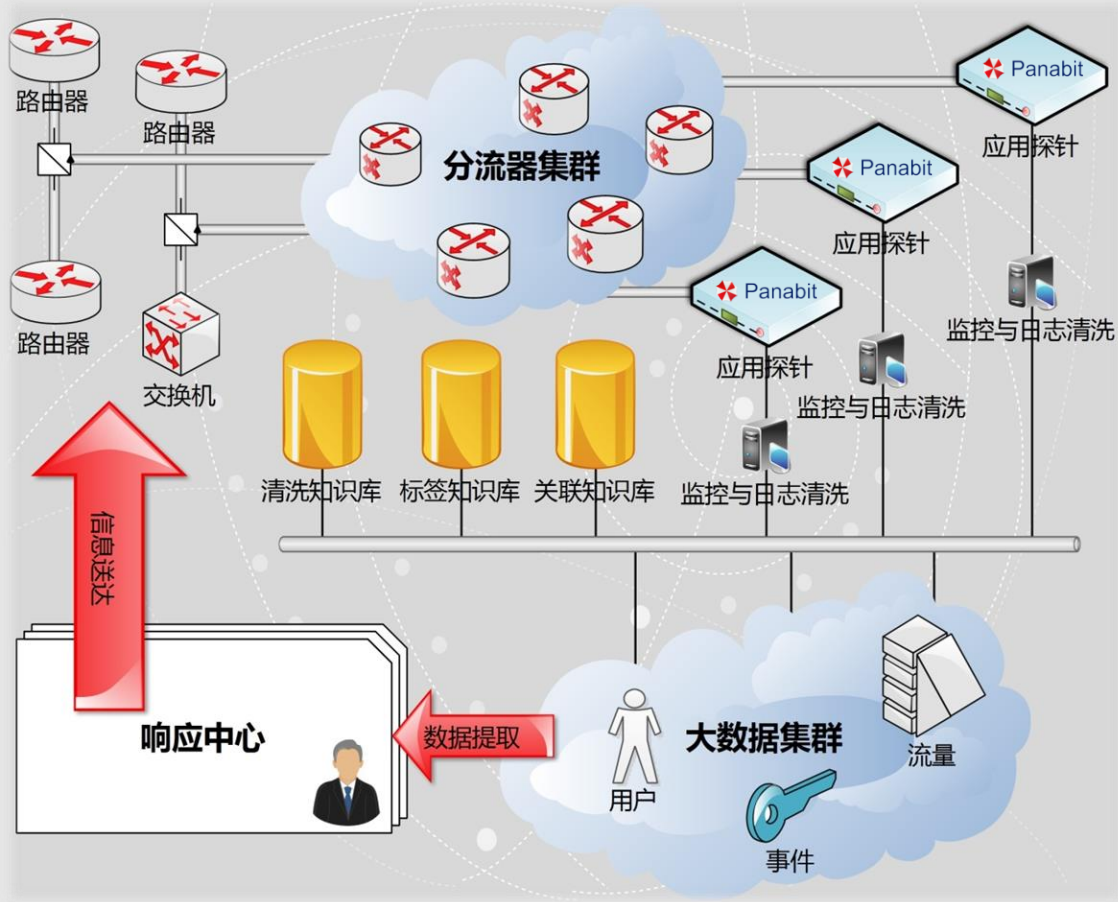 路由器
路由器
Panabit
应用探针
分流器集群
Panabit
应用探针
路由器
交换机
Panabit
应用探针
监控与日志清洗
监控与日志清洗
监控与日志清洗
清洗知识库
标签知识库
关联知识库
信息送达
响应中心
数据提取
大数据集群
用户
流量
事件